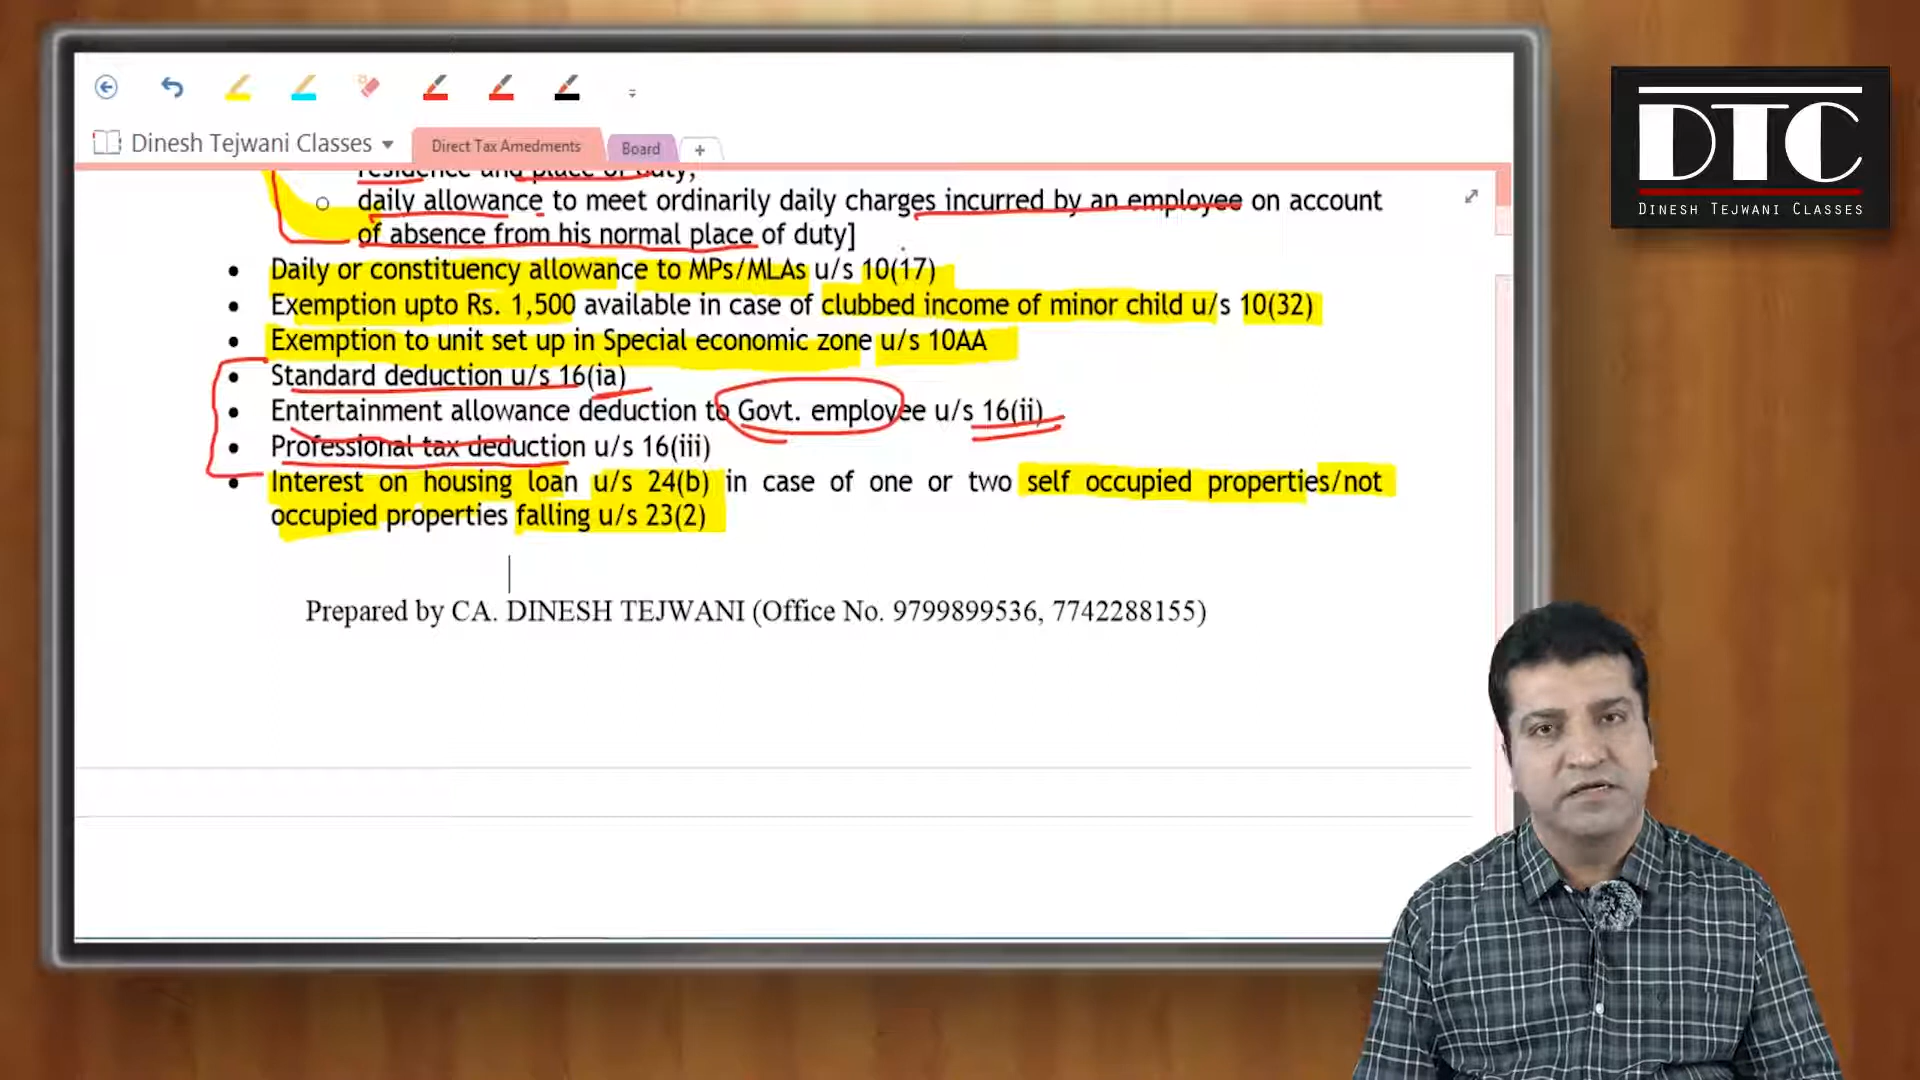 Dinesh Tejwani Classes
Direct Tax Amedments
Board
DTC
DINESH TEJWANI CLASSES
residence and place of duty;
daily allowance to meet ordinarily daily charges incurred by an employee on account
of absence from his normal place of duty]
Daily or constituency allowance to MPs/MLAs u/s 10(17)
Exemption upto Rs. 1,500 available in case of clubbed income of minor child u/s 10(32)
Exemption to unit set up in Special economic zone u/s 10AA
Standard deduction u/s 16(ia)
Entertainment allowance deduction to Govt. employee u/s 16(ii)
Professional tax deduction u/s 16(iii)
Interest on housing loan u/s 24(b) in case of one or two self occupied properties/not
occupied properties falling u/s 23(2)
Prepared by CA. DINESH TEJWANI (Office No. 9799899536, 7742288155)